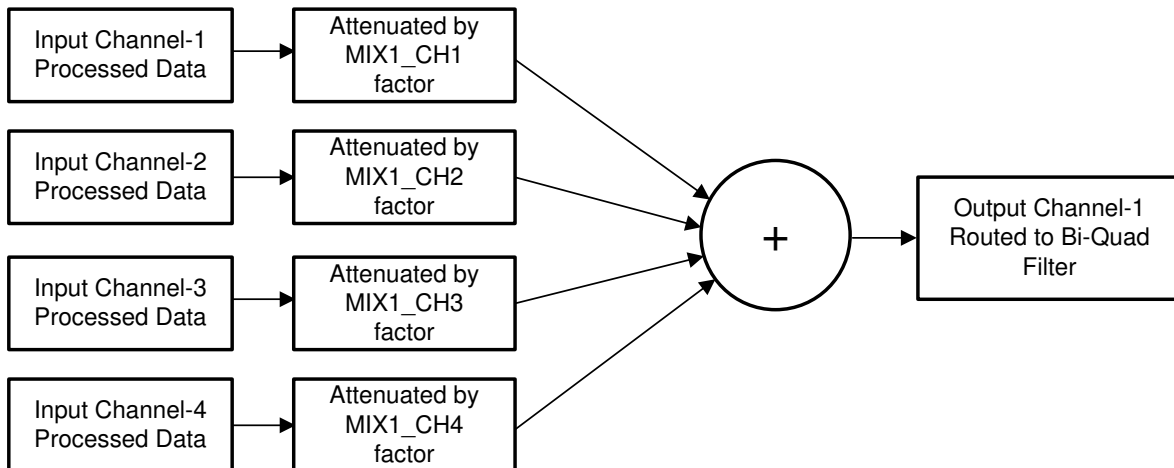 Input Channel-1
Processed Data
Attenuated by
MIX1_CH1
factor
Input Channel-2
Processed Data
Attenuated by
MIX1_CH2
factor
Input Channel-3
Processed Data
Attenuated by
MIX1_CH3
factor
Input Channel-4
Processed Data
Attenuated by
MIX1_CH4
factor
+
Output Channel-1
Routed to Bi-Quad
Filter